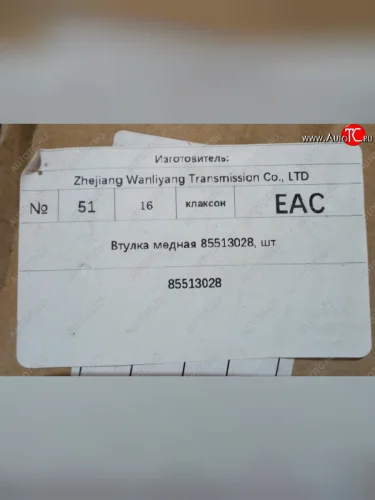 www.AutoTC.ru
Изготовитель:
Zhejiang Wanliyang Transmission Co., LTD
№ 51 16 клаксон EAC
Втулка медная 85513028, шт
85513028